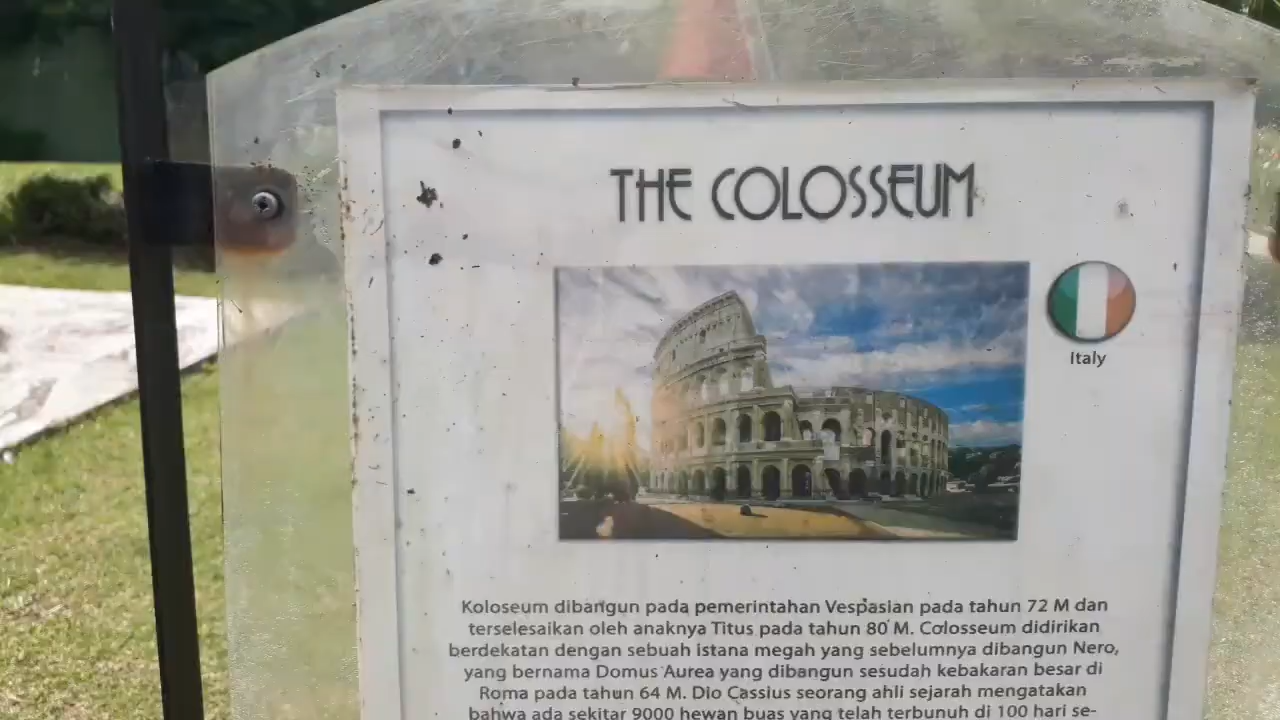 THE COLOSSEUM
Italy
Koloseum dibangun pada pemerintahan Vespasian pada tahun 72 M dan
terselesaikan oleh anaknya Titus pada tahun 80 M. Colosseum didirikan
berdekatan dengan sebuah istana megah yang sebelumnya dibangun Nero,
yang bernama Domus Aurea yang dibangun sesudah kebakaran besar di
Roma pada tahun 64 M. Dio Cassius seorang ahli sejarah mengatakan
bahwa ada sekitar 9000 hewan buas yang telah terbunuh di 100 hari se-